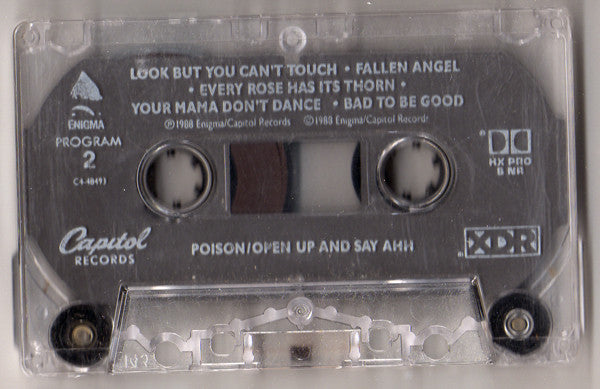 LOOK BUT YOU CAN'T TOUCH • FALLEN ANGEL
• EVERY ROSE HAS ITS THORN •
YOUR MAMA DON'T DANCE • BAD TO BE GOOD
℗1988 Enigma/Capitol Records ©1988 Enigma/Capitol Records
ENIGMA
PROGRAM
2
C4-48493
HX PRO
B NR
Capitol
RECORDS
POISON/OPEN UP AND SAY AHH
XDR